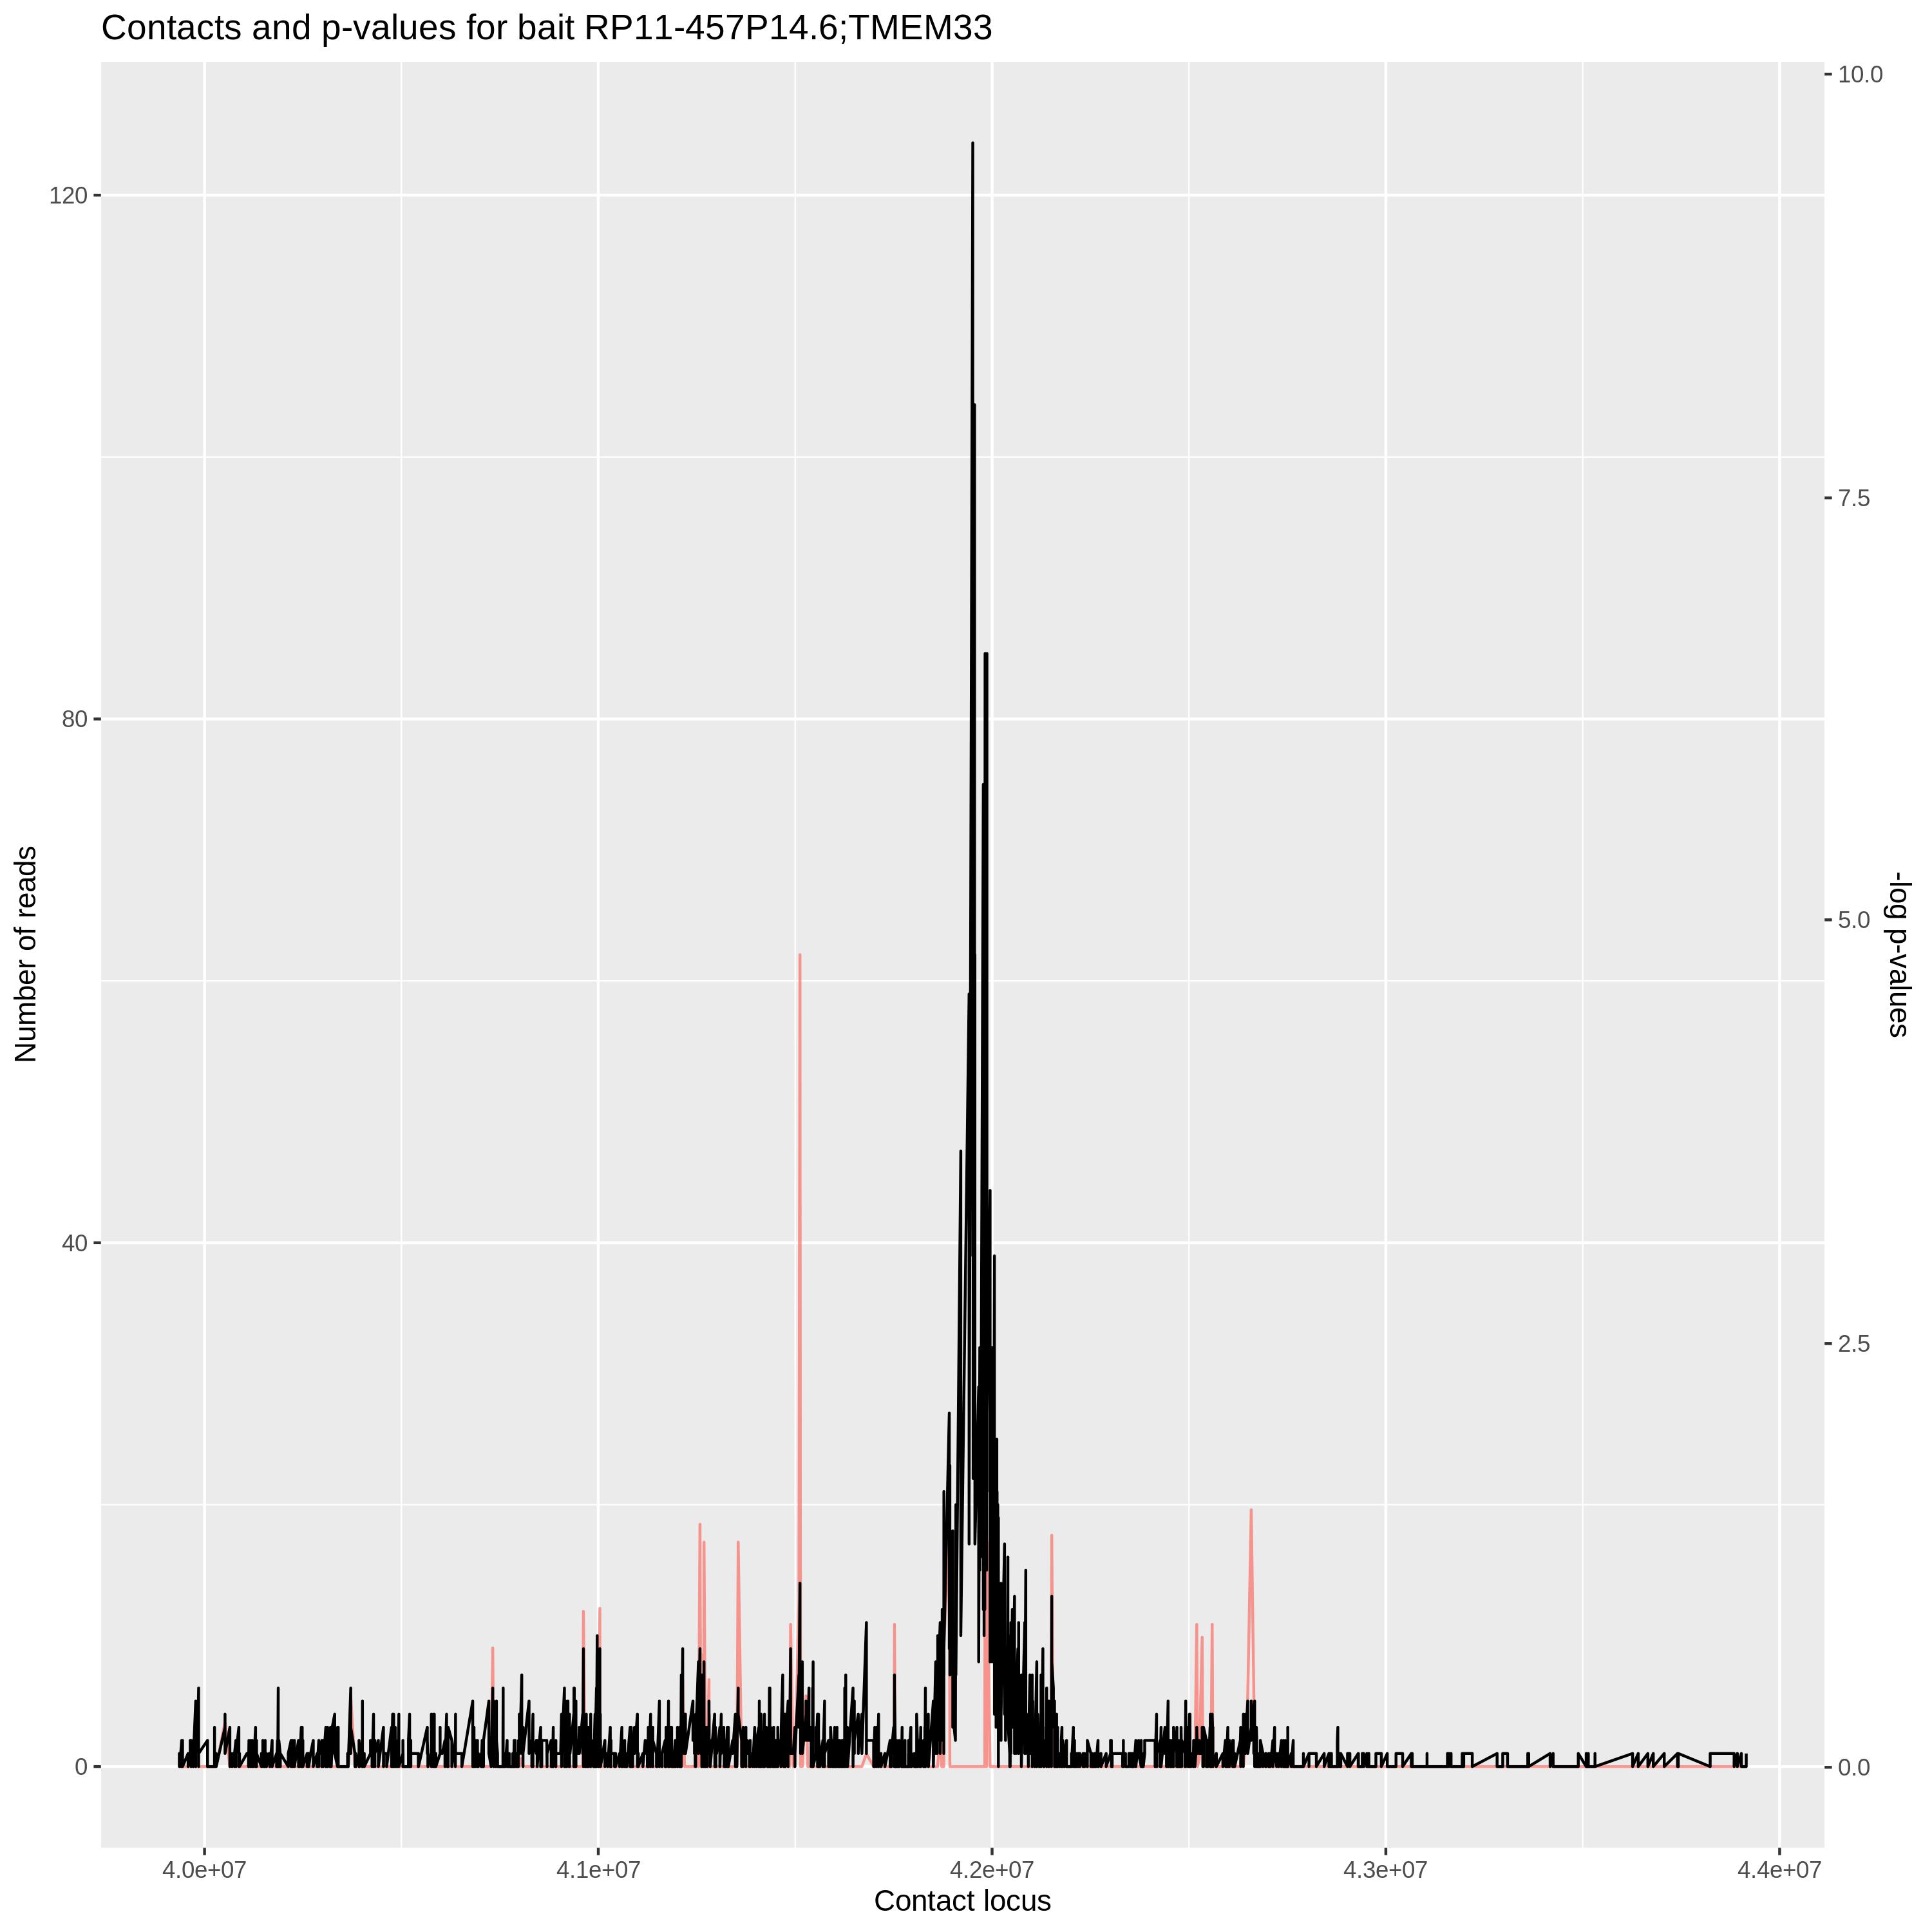 Contacts and p-values for bait RP11-457P14.6;TMEM33
120
80
40
0
Number of reads
10.0
7.5
5.0
2.5
0.0
-log p-values
4.0e+07
4.1e+07
4.2e+07
4.3e+07
4.4e+07
Contact locus